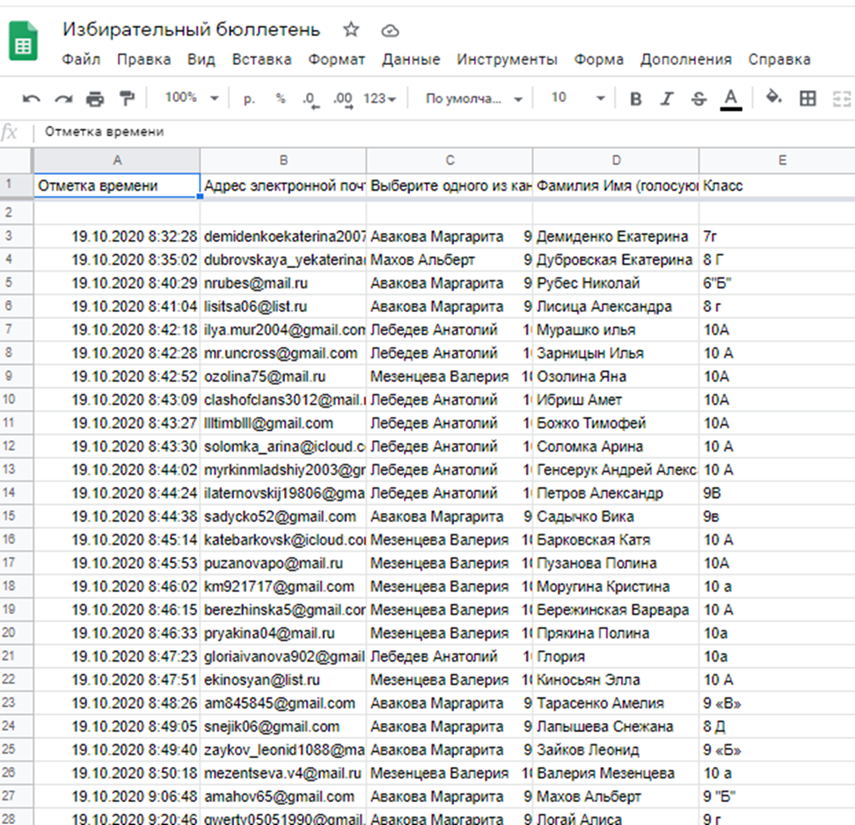 Избирательный бюллетень
Файл Правка Вид Вставка Формат Данные Инструменты Форма Дополнения Справка
100% р. % .0 .00 123 По умолча... 10 B I S A
fx Отметка времени
A B C D E
1 Отметка времени Адрес электронной поч Выберите одного из кан Фамилия Имя (голосую Класс
2
3 19.10.2020 8:32:28 demidenkoekaterina2007 Авакова Маргарита 9 Демиденко Екатерина 7г
4 19.10.2020 8:35:02 dubrovskaya_yekaterina Махов Альберт 9 Дубровская Екатерина 8 Г
5 19.10.2020 8:40:29 nrubes@mail.ru Авакова Маргарита 9 Рубес Николай 6"Б"
6 19.10.2020 8:41:04 lisitsa06@list.ru Авакова Маргарита 9 Лисица Александра 8 г
7 19.10.2020 8:42:18 ilya.mur2004@gmail.com Лебедев Анатолий 1 Мурашко илья 10А
8 19.10.2020 8:42:28 mr.uncross@gmail.com Лебедев Анатолий 1 Зарницын Илья 10 А
9 19.10.2020 8:42:52 ozolina75@mail.ru Мезенцева Валерия 1 Озолина Яна 10А
10 19.10.2020 8:43:09 clashofclans3012@mail. Лебедев Анатолий 1 Ибриш Амет 10А
11 19.10.2020 8:43:27 llltimblll@gmail.com Лебедев Анатолий 1 Божко Тимофей 10А
12 19.10.2020 8:43:30 solomka_arina@icloud.c Лебедев Анатолий 1 Соломка Арина 10 А
13 19.10.2020 8:44:02 myrkinmladshiy2003@gr Лебедев Анатолий 1 Генсерук Андрей Алекс 10 А
14 19.10.2020 8:44:24 ilaternovskij19806@gma Лебедев Анатолий 1 Петров Александр 9В
15 19.10.2020 8:44:38 sadycko52@gmail.com Авакова Маргарита 9 Садычко Вика 9в
16 19.10.2020 8:45:14 katebarkovsk@icloud.co Мезенцева Валерия 1 Барковская Катя 10 А
17 19.10.2020 8:45:53 puzanovapo@mail.ru Мезенцева Валерия 1 Пузанова Полина 10А
18 19.10.2020 8:46:02 km921717@gmail.com Мезенцева Валерия 1 Моругина Кристина 10 а
19 19.10.2020 8:46:15 berezhinska5@gmail.cor Мезенцева Валерия 1 Бережинская Варвара 10 А
20 19.10.2020 8:46:33 pryakina04@mail.ru Мезенцева Валерия 1 Прякина Полина 10а
21 19.10.2020 8:47:23 gloriaivanova902@gmail Лебедев Анатолий 1 Глория 10а
22 19.10.2020 8:47:51 ekinosyan@list.ru Мезенцева Валерия 1 Киносьян Элла 10 А
23 19.10.2020 8:48:26 am845845@gmail.com Авакова Маргарита 9 Тарасенко Амелия 9 «В»
24 19.10.2020 8:49:05 snejik06@gmail.com Авакова Маргарита 9 Лапышева Снежана 8 Д
25 19.10.2020 8:49:40 zaykov_leonid1088@ma Авакова Маргарита 9 Зайков Леонид 9 «Б»
26 19.10.2020 8:50:18 mezentseva.v4@mail.ru Мезенцева Валерия 1 Валерия Мезенцева 10 а
27 19.10.2020 9:06:48 amahov65@gmail.com Авакова Маргарита 9 Махов Альберт 9 "Б"
28 19.10.2020 9:20:46 qwerty05051990@gmail. Авакова Маргарита 9 Логай Алиса 9 г